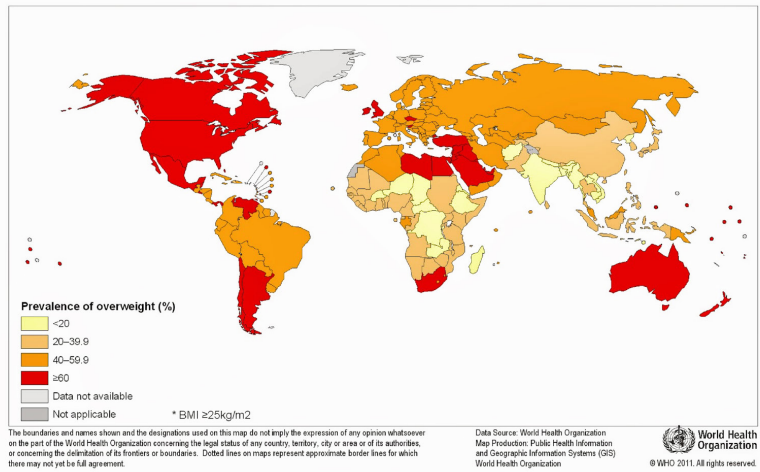 Prevalence of overweight (%)
<20
20–39.9
40–59.9
≥60
Data not available
Not applicable
* BMI ≥25kg/m2
The boundaries and names shown and the designations used on this map do not imply the expression of any opinion whatsoever
on the part of the World Health Organization concerning the legal status of any country, territory, city or area or of its authorities,
or concerning the delimitation of its frontiers or boundaries. Dotted lines on maps represent approximate border lines for which
there may not yet be full agreement.
Data Source: World Health Organization
Map Production: Public Health Information
and Geographic Information Systems (GIS)
World Health Organization
World Health
Organization
© WHO 2011. All rights reserved.